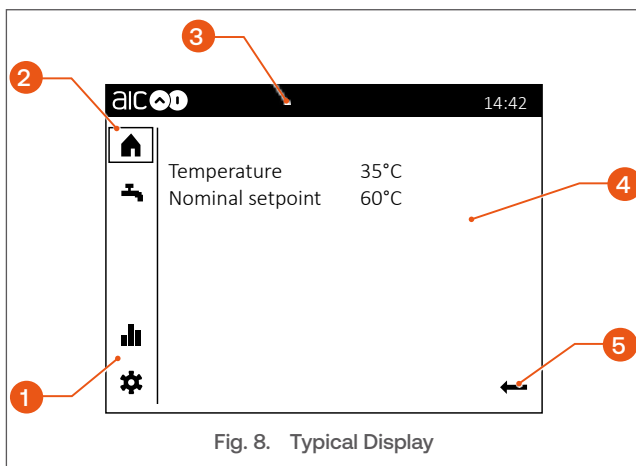 3
2
aic 14:42
Temperature 35°C
Nominal setpoint 60°C
4
5
1
Fig. 8. Typical Display